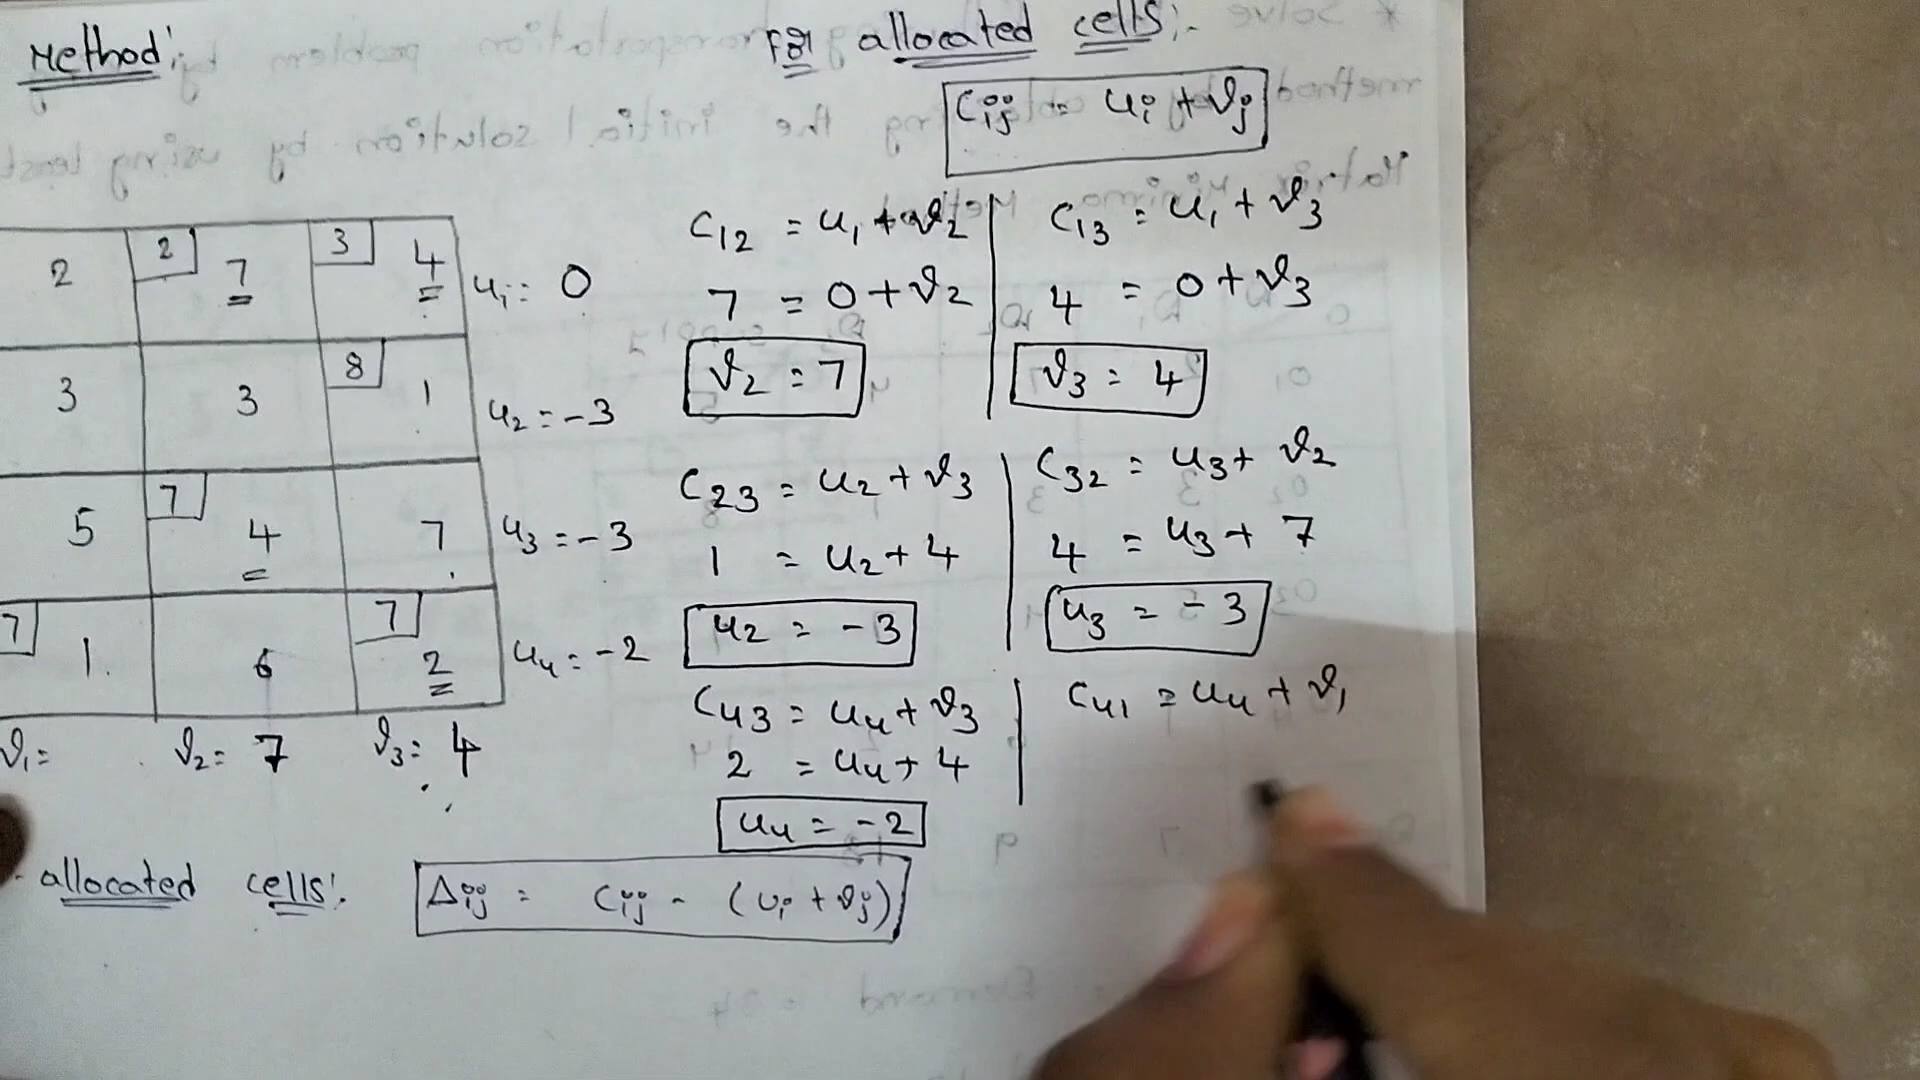 Method:
For allocated cells:-
Cij = ui + vj
C12 = u1 + v2
7 = 0 + v2
v2 = 7
C13 = u1 + v3
4 = 0 + v3
v3 = 4
2 2 7 3 4 u1 = 0
3 3 8 1 u2 = -3
5 7 4 7 u3 = -3
7 1 6 7 2 u4 = -2
v1 = v2 = 7 v3 = 4
C23 = u2 + v3
1 = u2 + 4
u2 = -3
C32 = u3 + v2
4 = u3 + 7
u3 = -3
C43 = u4 + v3
2 = u4 + 4
u4 = -2
C41 = u4 + v1
allocated cells:
Δij = Cij - (ui + vj)